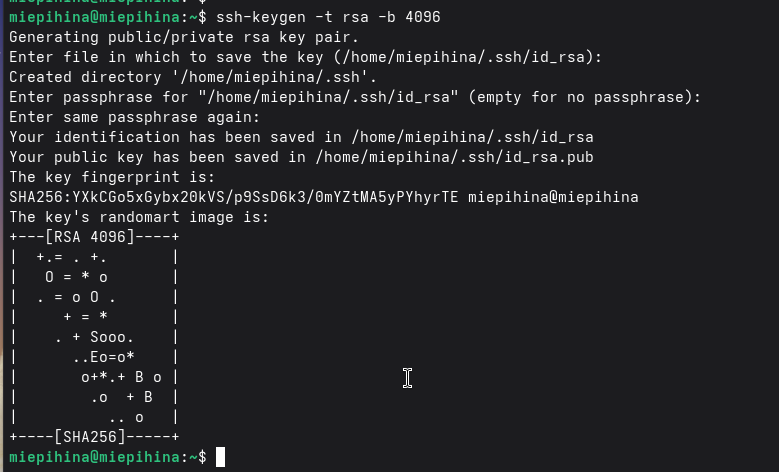 miepihina@miepihina:~$ ssh-keygen -t rsa -b 4096
Generating public/private rsa key pair.
Enter file in which to save the key (/home/miepihina/.ssh/id_rsa):
Created directory '/home/miepihina/.ssh'.
Enter passphrase for "/home/miepihina/.ssh/id_rsa" (empty for no passphrase):
Enter same passphrase again:
Your identification has been saved in /home/miepihina/.ssh/id_rsa
Your public key has been saved in /home/miepihina/.ssh/id_rsa.pub
The key fingerprint is:
SHA256:YXkCGo5xGybx20kVS/p9SsD6k3/0mYZtMA5yPYhyrTE miepihina@miepihina
The key's randomart image is:
+---[RSA 4096]----+
|  +.= . +.       |
|   O = * o       |
|  . = o O .      |
|     + = *       |
|    . + Sooo.    |
|      ..Eo=o*    |
|       o+*.+ B o |
|        .o  + B  |
|          .. o   |
+----[SHA256]-----+
miepihina@miepihina:~$